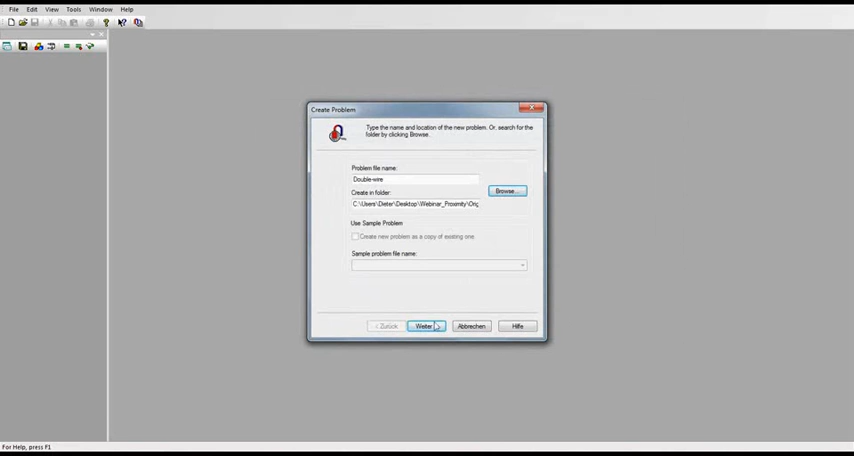 File Edit View Tools Window Help
Create Problem
Type the name and location of the new problem. Or, search for the
folder by clicking Browse.
Problem file name:
Double-wire
Browse...
Create in folder:
C:\Users\Dieter\Desktop\Webinar_Proximity\Orig
Use Sample Problem
Create new problem as a copy of existing one
Sample problem file name:
< Zurück Weiter Abbrechen Hilfe
For Help, press F1